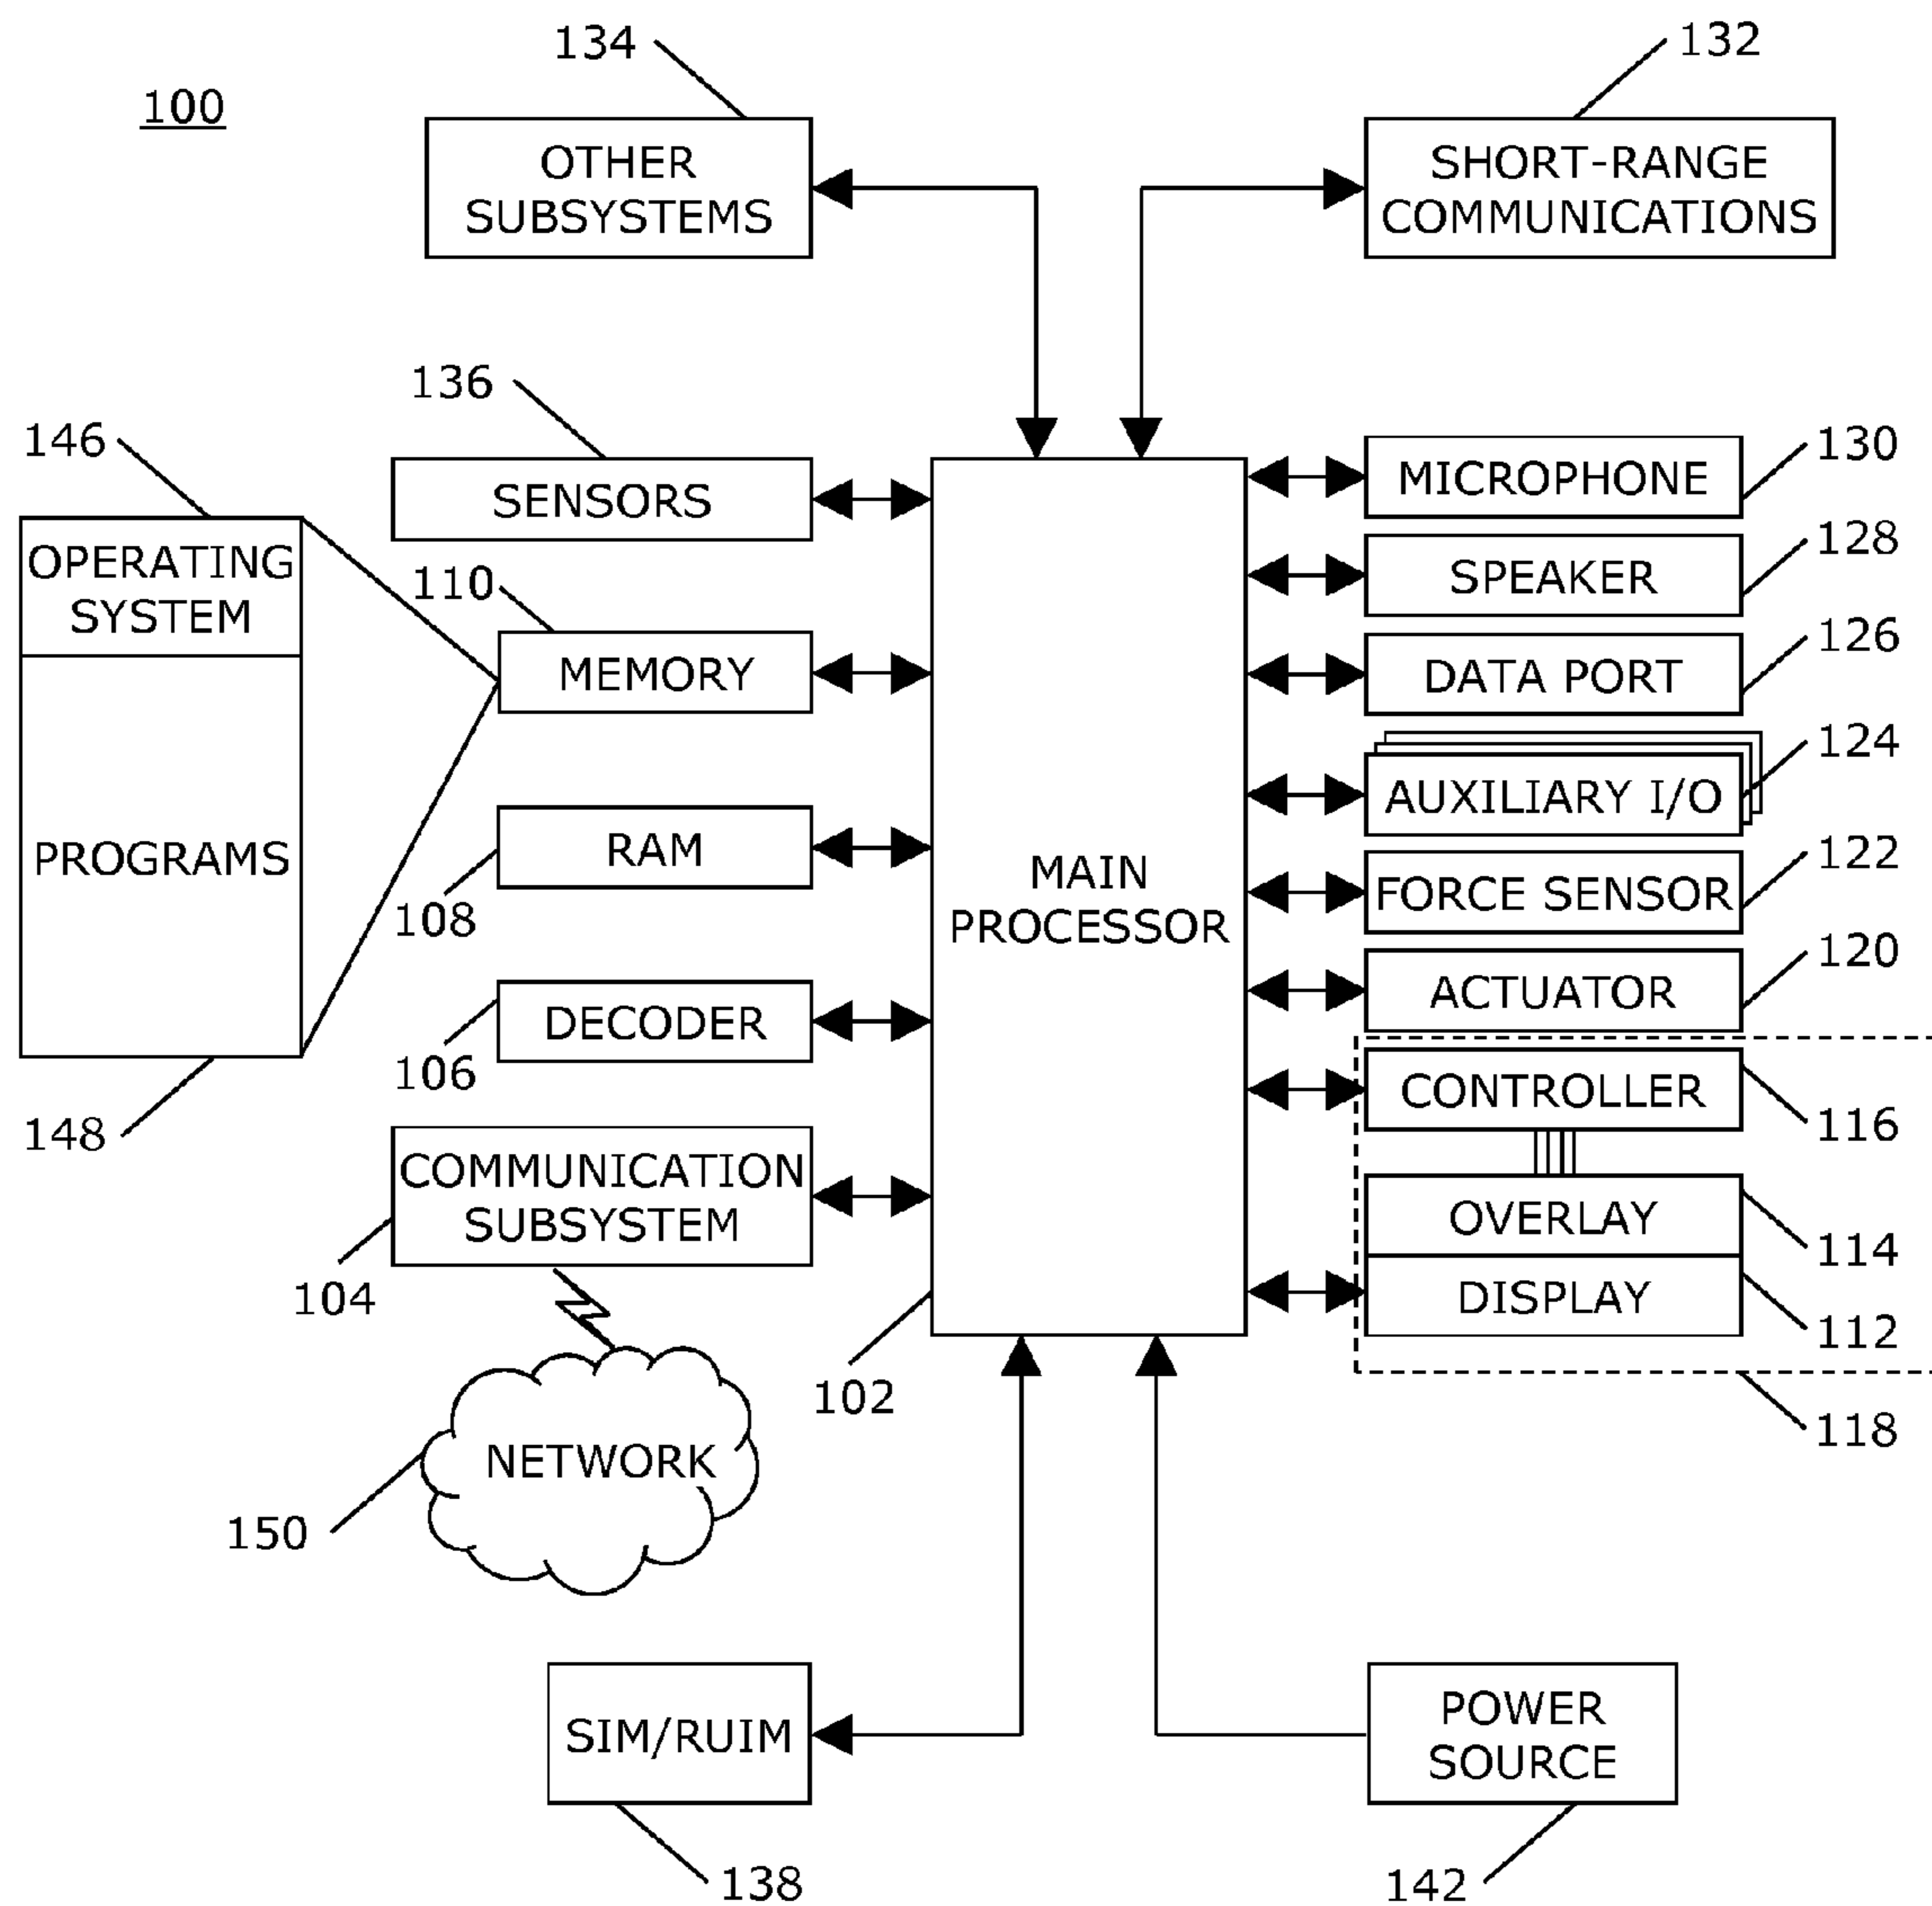 100
134
OTHER
SUBSYSTEMS
132
SHORT-RANGE
COMMUNICATIONS
136
SENSORS
146
OPERATING
SYSTEM
PROGRAMS
148
110
MEMORY
RAM
108
DECODER
106
COMMUNICATION
SUBSYSTEM
104
NETWORK
150
MAIN
PROCESSOR
102
MICROPHONE
130
SPEAKER
128
DATA PORT
126
AUXILIARY I/O
124
FORCE SENSOR
122
ACTUATOR
120
CONTROLLER
116
OVERLAY
114
DISPLAY
112
118
SIM/RUIM
138
POWER
SOURCE
142